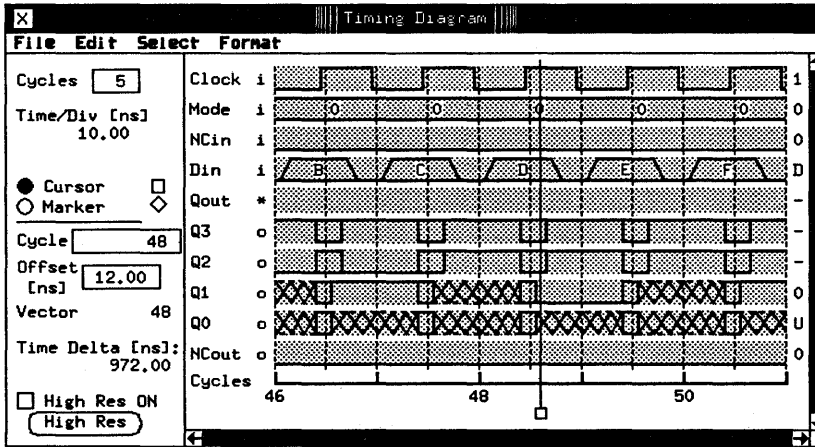 Timing Diagram
File Edit Select Format
Cycles 5
Time/Div [ns]
10.00
Cursor
Marker
Cycle 48
Offset 12.00
[ns]
Vector 48
Time Delta [ns]:
972.00
High Res ON
High Res
Clock i 1
Mode i 0 0 0 0 0 0
NCin i 0
Din i B C D E F D
Qout * -
Q3 o -
Q2 o -
Q1 o 0
Q0 o U
NCout o 0
Cycles
46 48 50